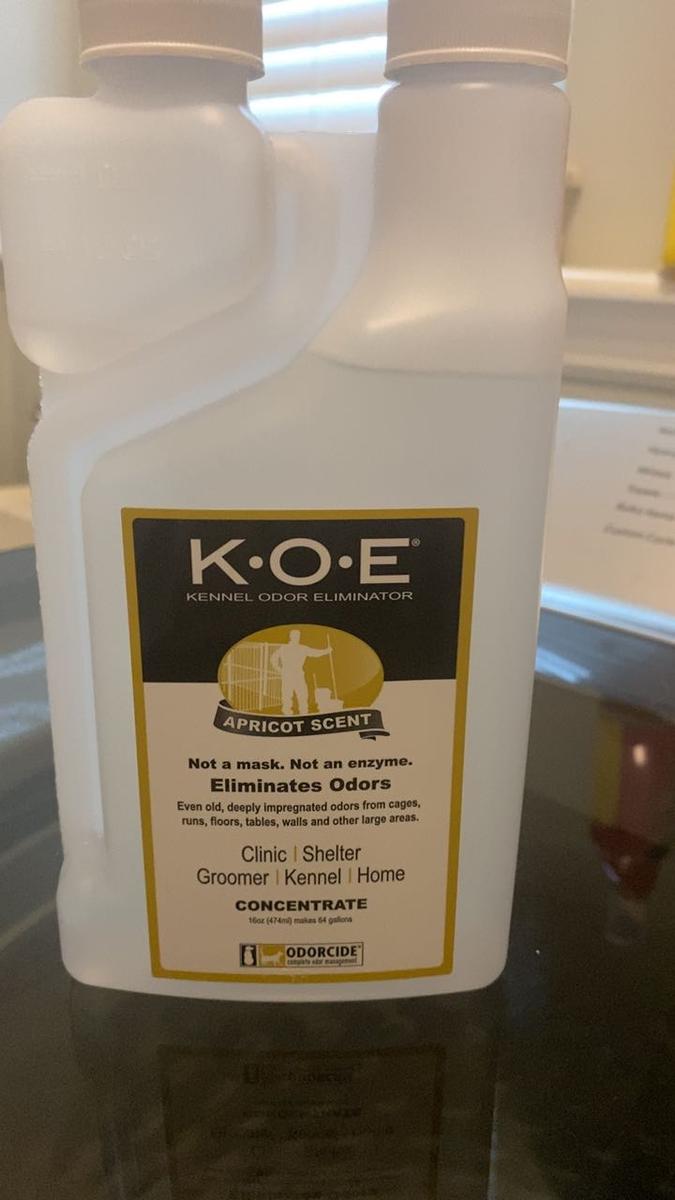 K•O•E®
KENNEL ODOR ELIMINATOR
APRICOT SCENT
Not a mask. Not an enzyme.
Eliminates Odors
Even old, deeply impregnated odors from cages,
runs, floors, tables, walls and other large areas.
Clinic | Shelter
Groomer | Kennel | Home
CONCENTRATE
16oz (474ml) makes 64 gallons
ODORCIDE
complete odor management